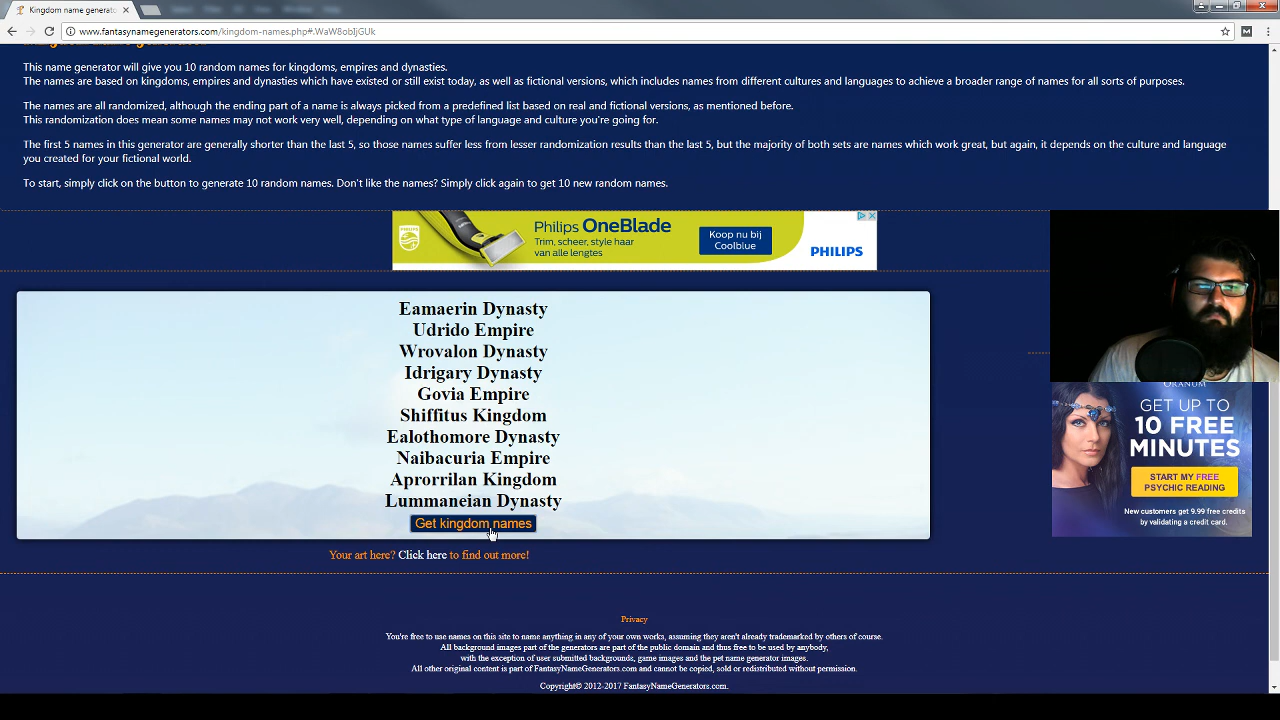 Kingdom name generato
www.fantasynamegenerators.com/kingdom-names.php#.WaW8obIjGUk
This name generator will give you 10 random names for kingdoms, empires and dynasties.
The names are based on kingdoms, empires and dynasties which have existed or still exist today, as well as fictional versions, which includes names from different cultures and languages to achieve a broader range of names for all sorts of purposes.
The names are all randomized, although the ending part of a name is always picked from a predefined list based on real and fictional versions, as mentioned before.
This randomization does mean some names may not work very well, depending on what type of language and culture you're going for.
The first 5 names in this generator are generally shorter than the last 5, so those names suffer less from lesser randomization results than the last 5, but the majority of both sets are names which work great, but again, it depends on the culture and language
you created for your fictional world.
To start, simply click on the button to generate 10 random names. Don't like the names? Simply click again to get 10 new random names.
Philips OneBlade
Trim, scheer, style haar
van alle lengtes
Koop nu bij
Coolblue
PHILIPS
PHILIPS
Eamaerin Dynasty
Udrido Empire
Wrovalon Dynasty
Idrigary Dynasty
Govia Empire
Shiffitus Kingdom
Ealothomore Dynasty
Naibacuria Empire
Aprorrilan Kingdom
Lummaneian Dynasty
Get kingdom names
Your art here? Click here to find out more!
ORANUM
GET UP TO
10 FREE
MINUTES
START MY FREE
PSYCHIC READING
New customers get 9.99 free credits
by validating a credit card.
Privacy
You're free to use names on this site to name anything in any of your own works, assuming they aren't already trademarked by others of course.
All background images part of the generators are part of the public domain and thus free to be used by anybody,
with the exception of user submitted backgrounds, game images and the pet name generator images.
All other original content is part of FantasyNameGenerators.com and cannot be copied, sold or redistributed without permission.
Copyright© 2012-2017 FantasyNameGenerators.com.